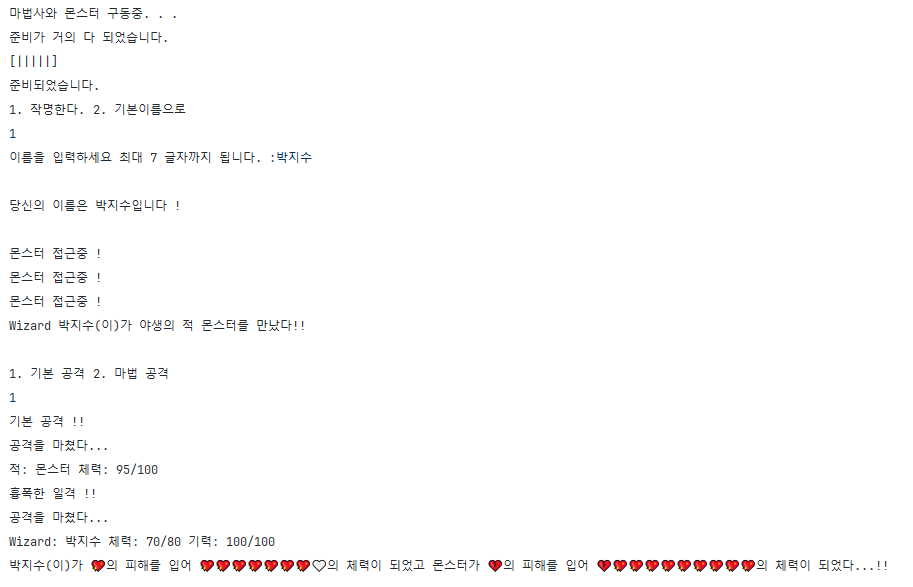 마법사와 몬스터 구동중. . .
준비가 거의 다 되었습니다.
[|||||]
준비되었습니다.
1. 작명한다. 2. 기본이름으로
1
이름을 입력하세요 최대 7 글자까지 됩니다. :박지수
당신의 이름은 박지수입니다 !
몬스터 접근중 !
몬스터 접근중 !
몬스터 접근중 !
Wizard 박지수(이)가 야생의 적 몬스터를 만났다!!
1. 기본 공격 2. 마법 공격
1
기본 공격 !!
공격을 마쳤다...
적: 몬스터 체력: 95/100
흉폭한 일격 !!
공격을 마쳤다...
Wizard: 박지수 체력: 70/80 기력: 100/100
박지수(이)가 💘의 피해를 입어 💘💘💘💘💘💘💘🤍의 체력이 되었고 몬스터가 💔의 피해를 입어 💔💘💘💘💘💘💘💘💘💘의 체력이 되었다...!!